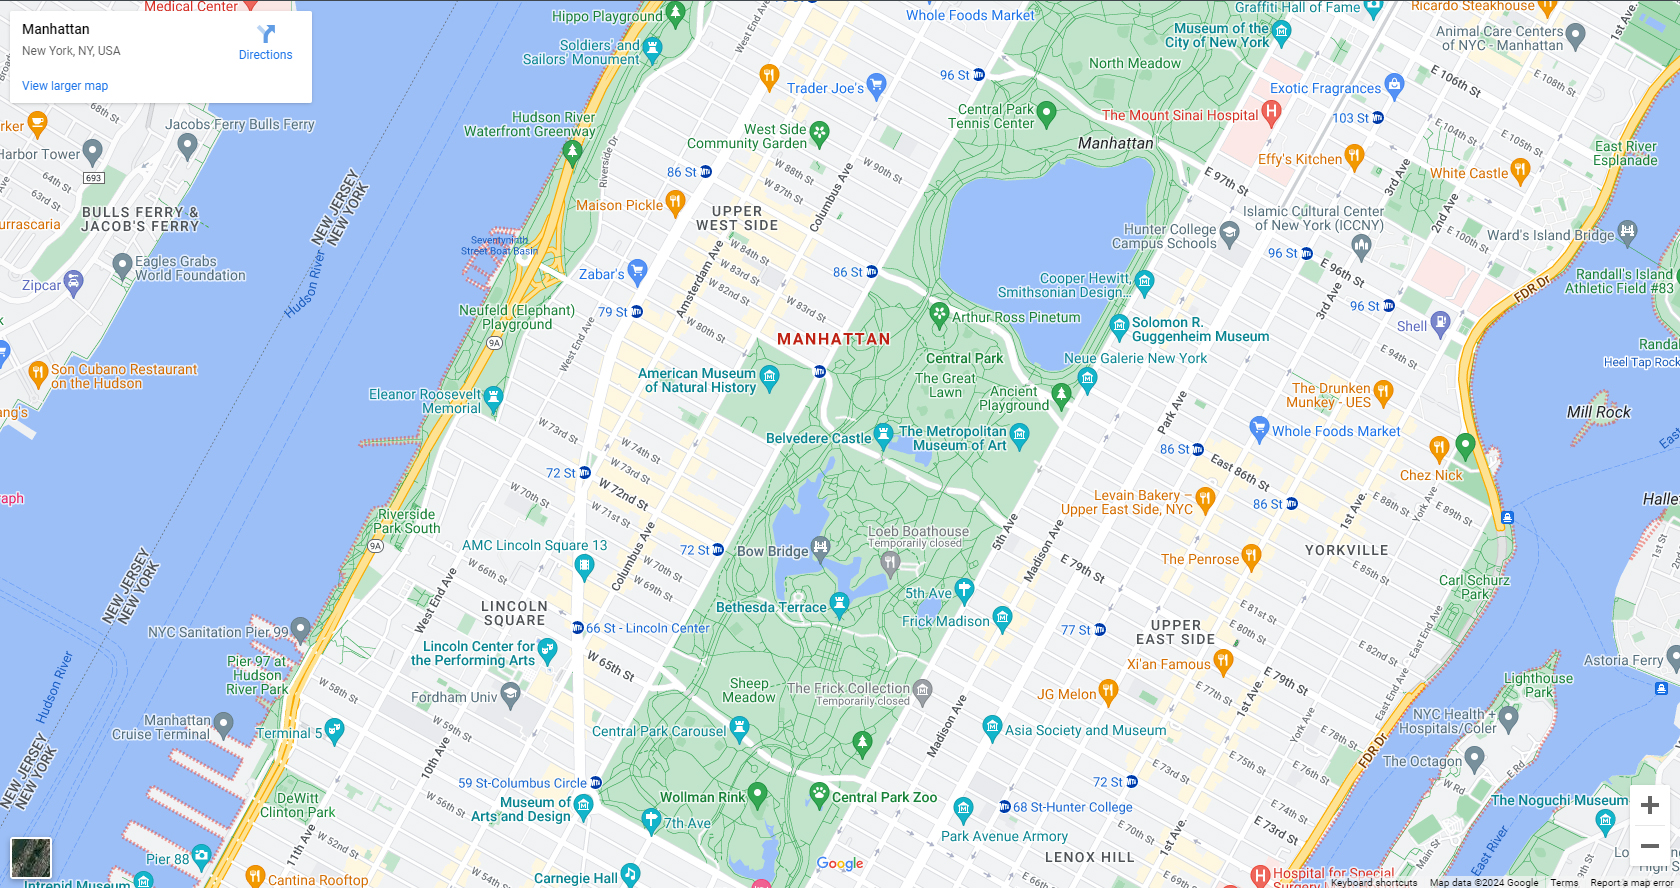 Manhattan
New York, NY, USA
Directions
View larger map
Medical Center
Hippo Playground
Soldiers' and
Sailors' Monument
West End Ave
Whole Foods Market
Trader Joe's
96 St
Graffiti Hall of Fame
Museum of the
City of New York
North Meadow
Ricardo Steakhouse
Animal Care Centers
of NYC - Manhattan
1st Ave.
E 106th St
E 108th St
Exotic Fragrances
Central Park
Tennis Center
The Mount Sinai Hospital
103 St
E 105th St
E 104th St
E 103rd St
East River
Esplanade
Jacobs Ferry Bulls Ferry
Harbor Tower
64th St
693
63rd St
BULLS FERRY &
JACOB'S FERRY
Eagles Grabs
World Foundation
Zipcar
Son Cubano Restaurant
on the Hudson
NEW JERSEY
NEW YORK
Hudson River
Hudson River
Waterfront Greenway
Riverside Dr
West Side
Community Garden
86 St
W 90th St
W 88th St
W 87th St
Columbus Ave
Maison Pickle
UPPER
WEST SIDE
Manhattan
Effy's Kitchen
E 97th St
3rd Ave
White Castle
2nd Ave
Islamic Cultural Center
of New York (ICCNY)
Hunter College
Campus Schools
E 100th St
Ward's Island Bridge
96 St
E 96th St
Seventyninth
Street Boat Basin
Zabar's
Amsterdam Ave
W 84th St
W 83rd St
W 82nd St
W 83rd St
86 St
Cooper Hewitt,
Smithsonian Design...
Randall's Island
Athletic Field #83
FDR Dr
3rd Ave
96 St
Shell
Neufeld (Elephant)
Playground
79 St
W 80th St
9A
West End Ave
Arthur Ross Pinetum
Solomon R.
Guggenheim Museum
E 94th St
MANHATTAN
Central Park
Neue Galerie New York
Heel Tap Rock
American Museum
of Natural History
The Great
Lawn
Ancient
Playground
Park Ave
The Drunken
Munkey - UES
Mill Rock
Eleanor Roosevelt
Memorial
Belvedere Castle
The Metropolitan
Museum of Art
Whole Foods Market
W 73rd St
W 74th St
W 73rd St
86 St
East 86th St
E 91st St
Chez Nick
72 St
W 72nd St
W 70th St
W 71st St
Levain Bakery –
Upper East Side, NYC
86 St
1st Ave.
E 88th St
York Ave
E 89th St
Riverside
Park South
9A
AMC Lincoln Square 13
Columbus Ave
72 St
W 70th St
W 69th St
Bow Bridge
Loeb Boathouse
Temporarily closed
5th Ave
Madison Ave
E 79th St
The Penrose
YORKVILLE
E 85th St
Carl Schurz
Park
NEW JERSEY
NEW YORK
West End Ave
W 66th St
LINCOLN
SQUARE
66 St - Lincoln Center
Bethesda Terrace
5th Ave
Frick Madison
77 St
UPPER
EAST SIDE
E 81st St
E 80th St
E 82nd St
East End Ave
NYC Sanitation Pier 99
Lincoln Center for
the Performing Arts
W 65th St
Xi'an Famous
E 79th St
Astoria Ferry
Pier 97 at
Hudson
River Park
W 58th St
Fordham Univ
Sheep
Meadow
The Frick Collection
Temporarily closed
JG Melon
E 77th St
1st Ave.
East End Ave
Lighthouse
Park
Hudson River
Manhattan
Cruise Terminal
Terminal 5
W 59th St
10th Ave
Central Park Carousel
Madison Ave
Asia Society and Museum
York Ave
NYC Health +
Hospitals/Coler
NEW JERSEY
NEW YORK
E 75th St
E 76th St
E 73rd St
FDR Dr
The Octagon
E Rd
W Rd
59 St-Columbus Circle
W 56th St
DeWitt
Clinton Park
Museum of
Arts and Design
Wollman Rink
Central Park Zoo
72 St
68 St-Hunter College
The Noguchi Museum
7th Ave
Park Avenue Armory
E 70th St
E 73rd St
11th Ave
W 52nd St
Pier 88
LENOX HILL
1st Ave.
Main St
East River
Google
Intrepid Museum
Cantina Rooftop
Carnegie Hall
Hospital for Special
Keyboard shortcuts
Map data ©2024 Google
Terms
Report a map error